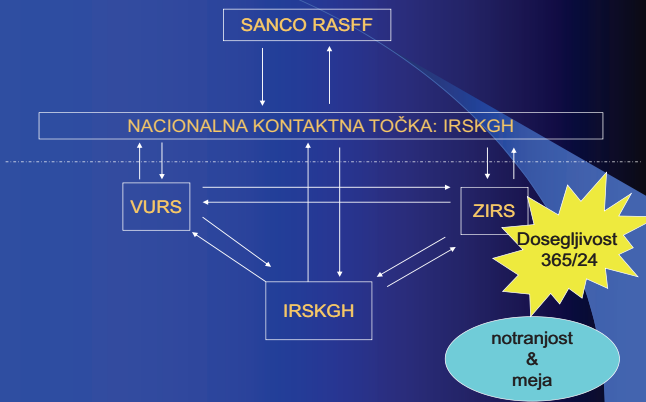 SANCO RASFF
NACIONALNA KONTAKTNA TOČKA: IRSKGH
VURS
ZIRS
Dosegljivost
365/24
IRSKGH
notranjost
&
meja